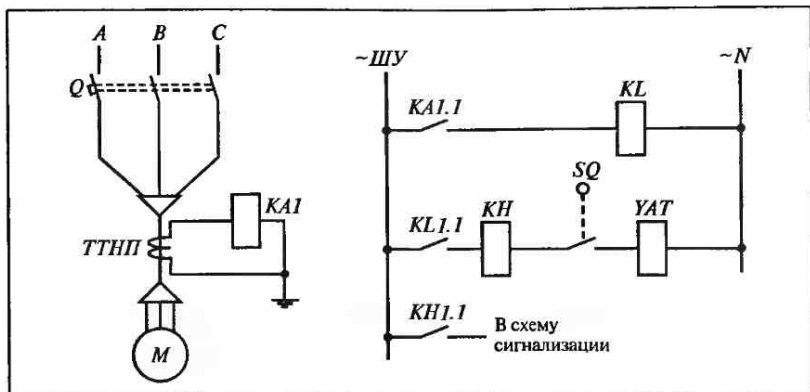 A B C
~ШУ ~N
Q
KA1.1 KL
SQ
KA1
KL1.1 KH YAT
ТТНП
KH1.1
В схему
сигнализации
M